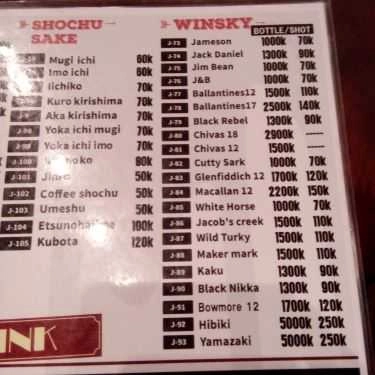 SHOCHU
SAKE
Mugi ichi 60k
Imo ichi 60k
Iichiko 70k
Kuro kirishima 70k
Aka kirishima 70k
J-98 Yoka ichi mugi 70k
Yoka ichi imo 70k
J-100 80k
J-101 50k
J-102 Coffee shochu 50k
J-103 Umeshu 50k
J-104 100k
J-105 Kubota 120k
WINSKY BOTTLE/SHOT
J-73 Jameson 1000k 70k
J-74 Jack Daniel 1300k 90k
J-75 Jim Bean 1000k 70k
J-76 J&B 1000k 70k
J-77 Ballantines12 1500k 110k
J-78 Ballantines17 2500k 140k
J-79 Black Rebel 1300k 90k
J-80 Chivas 18 2900k -----
J-81 Chivas 12 1500k -----
J-82 Cutty Sark 1000k 70k
J-83 Glenfiddich 12 1700k 120k
J-84 Macallan 12 2200k 150k
J-85 White Horse 1000k 70k
J-86 Jacob's creek 1500k 110k
J-87 Wild Turky 1500k 110k
J-88 Maker mark 1500k 110k
J-89 Kaku 1300k 90k
J-90 Black Nikka 1300k 90k
J-91 Bowmore 12 1700k 120k
J-92 Hibiki 5000k 250k
J-93 Yamazaki 5000k 250k
INK